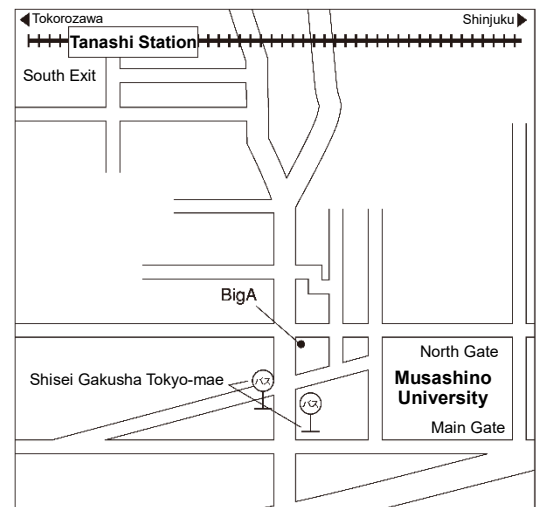 Tokorozawa
Shinjuku
Tanashi Station
South Exit
BigA
North Gate
Shisei Gakusha Tokyo-mae
バス
Musashino
University
バス
Main Gate